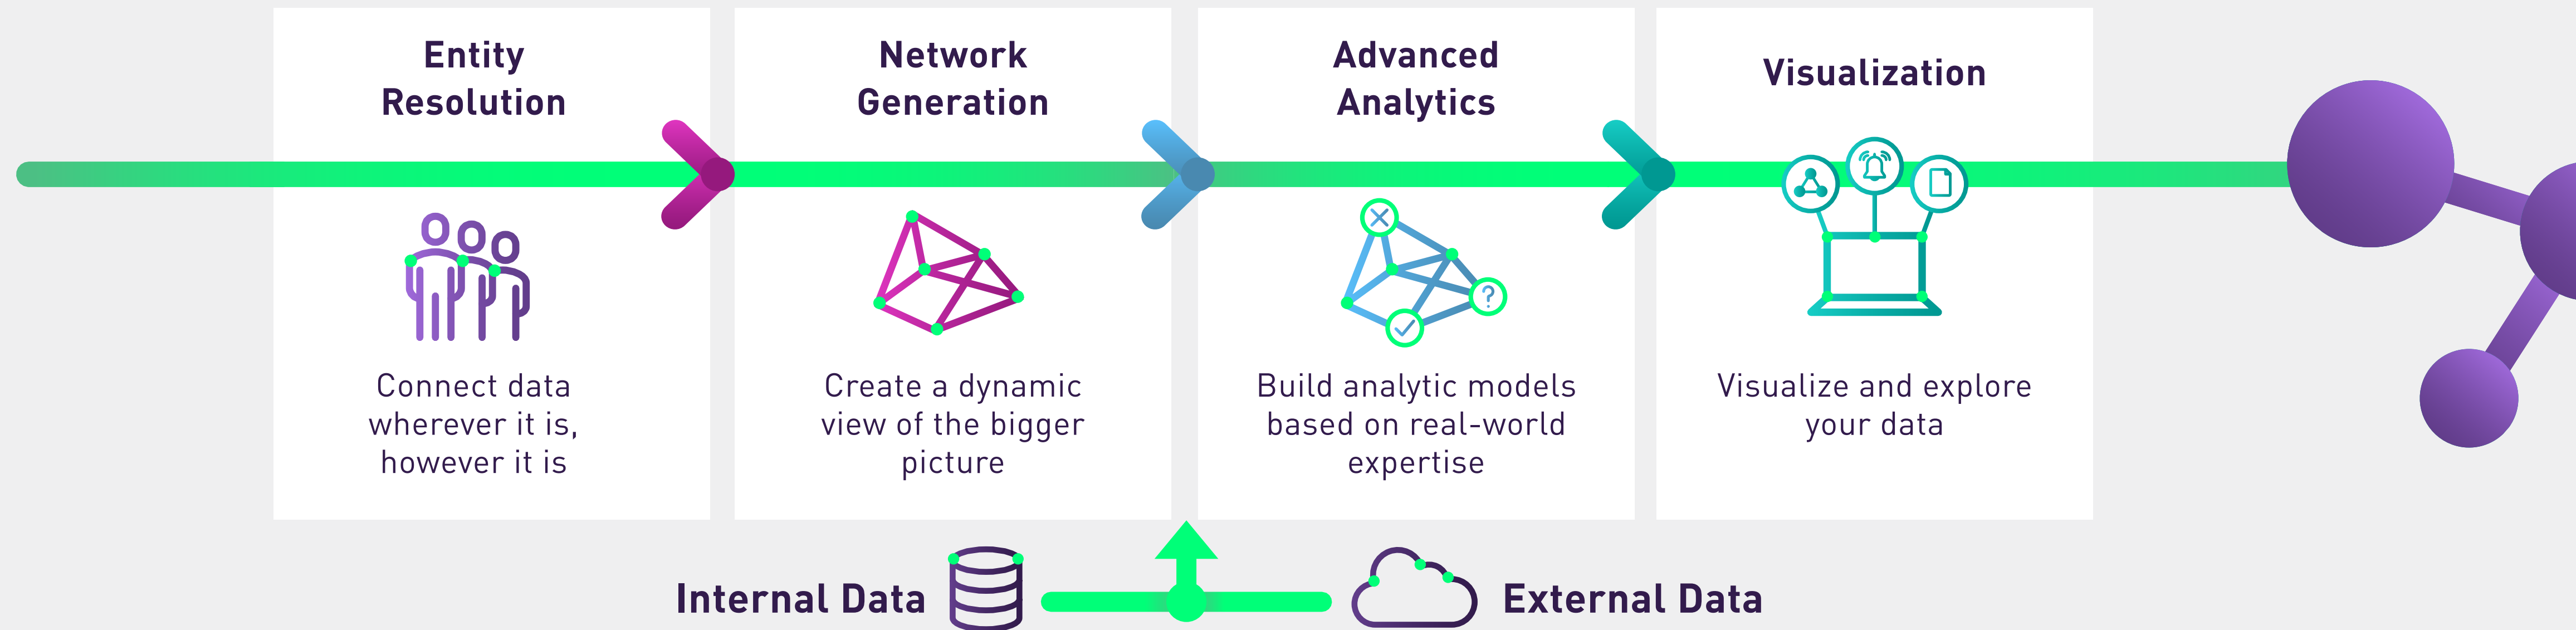 Entity
Resolution
Connect data
wherever it is,
however it is
Network
Generation
Create a dynamic
view of the bigger
picture
Advanced
Analytics
?
Build analytic models
based on real-world
expertise
Visualization
Visualize and explore
your data
Internal Data
External Data